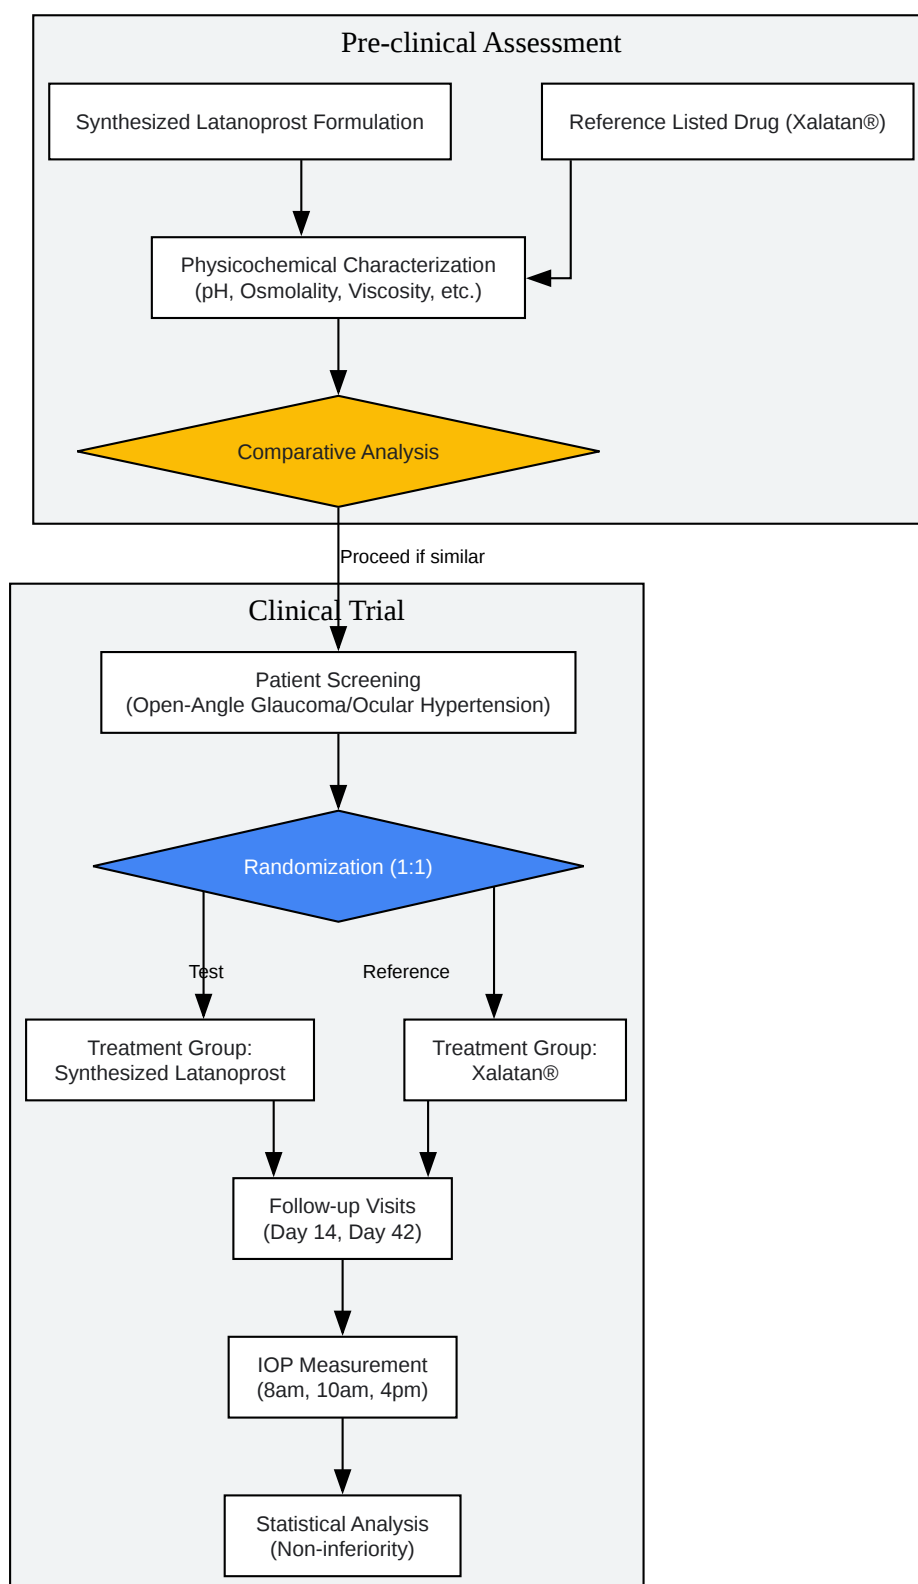 Pre-clinical Assessment
Synthesized Latanoprost Formulation
Reference Listed Drug (Xalatan®)
Physicochemical Characterization
(pH, Osmolality, Viscosity, etc.)
Comparative Analysis
Proceed if similar
Clinical Trial
Patient Screening
(Open-Angle Glaucoma/Ocular Hypertension)
Randomization (1:1)
Test
Reference
Treatment Group:
Synthesized Latanoprost
Treatment Group:
Xalatan®
Follow-up Visits
(Day 14, Day 42)
IOP Measurement
(8am, 10am, 4pm)
Statistical Analysis
(Non-inferiority)